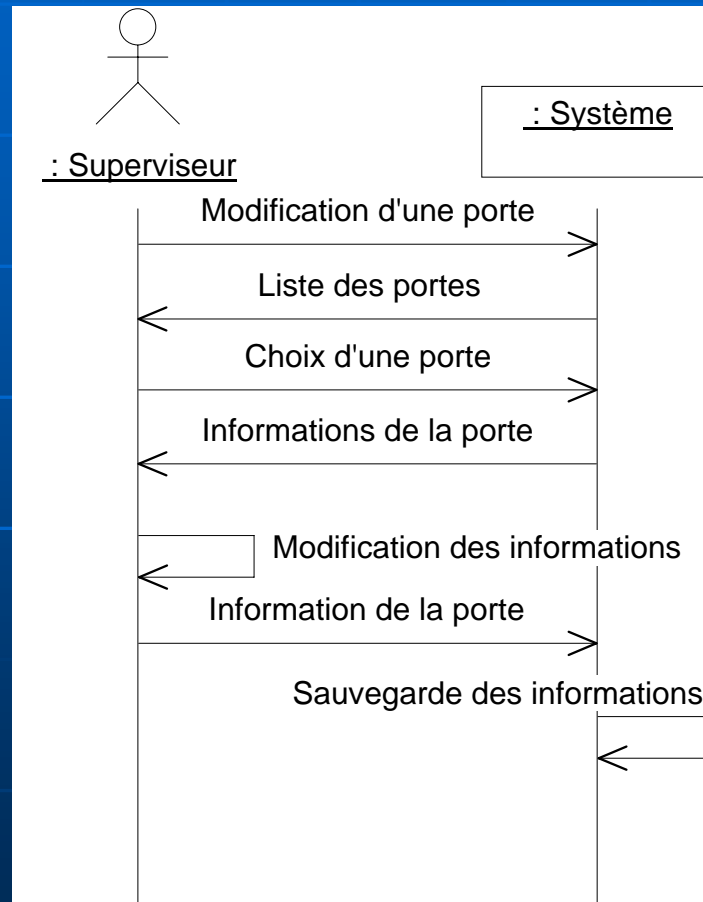 : Système
: Superviseur
Modification d'une porte
Liste des portes
Choix d'une porte
Informations de la porte
Modification des informations
Information de la porte
Sauvegarde des informations